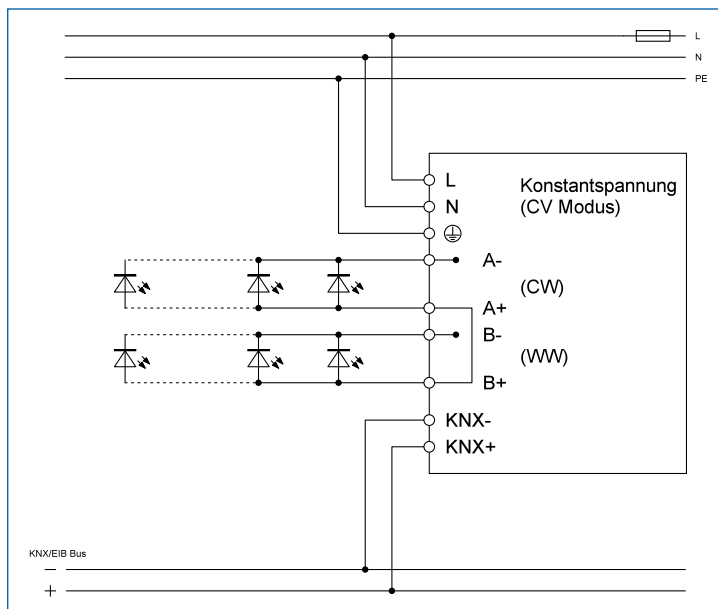 L
N
PE
L
Konstantspannung
N
(CV Modus)
A-
(CW)
A+
B-
(WW)
B+
KNX-
KNX+
KNX/EIB Bus
−
+